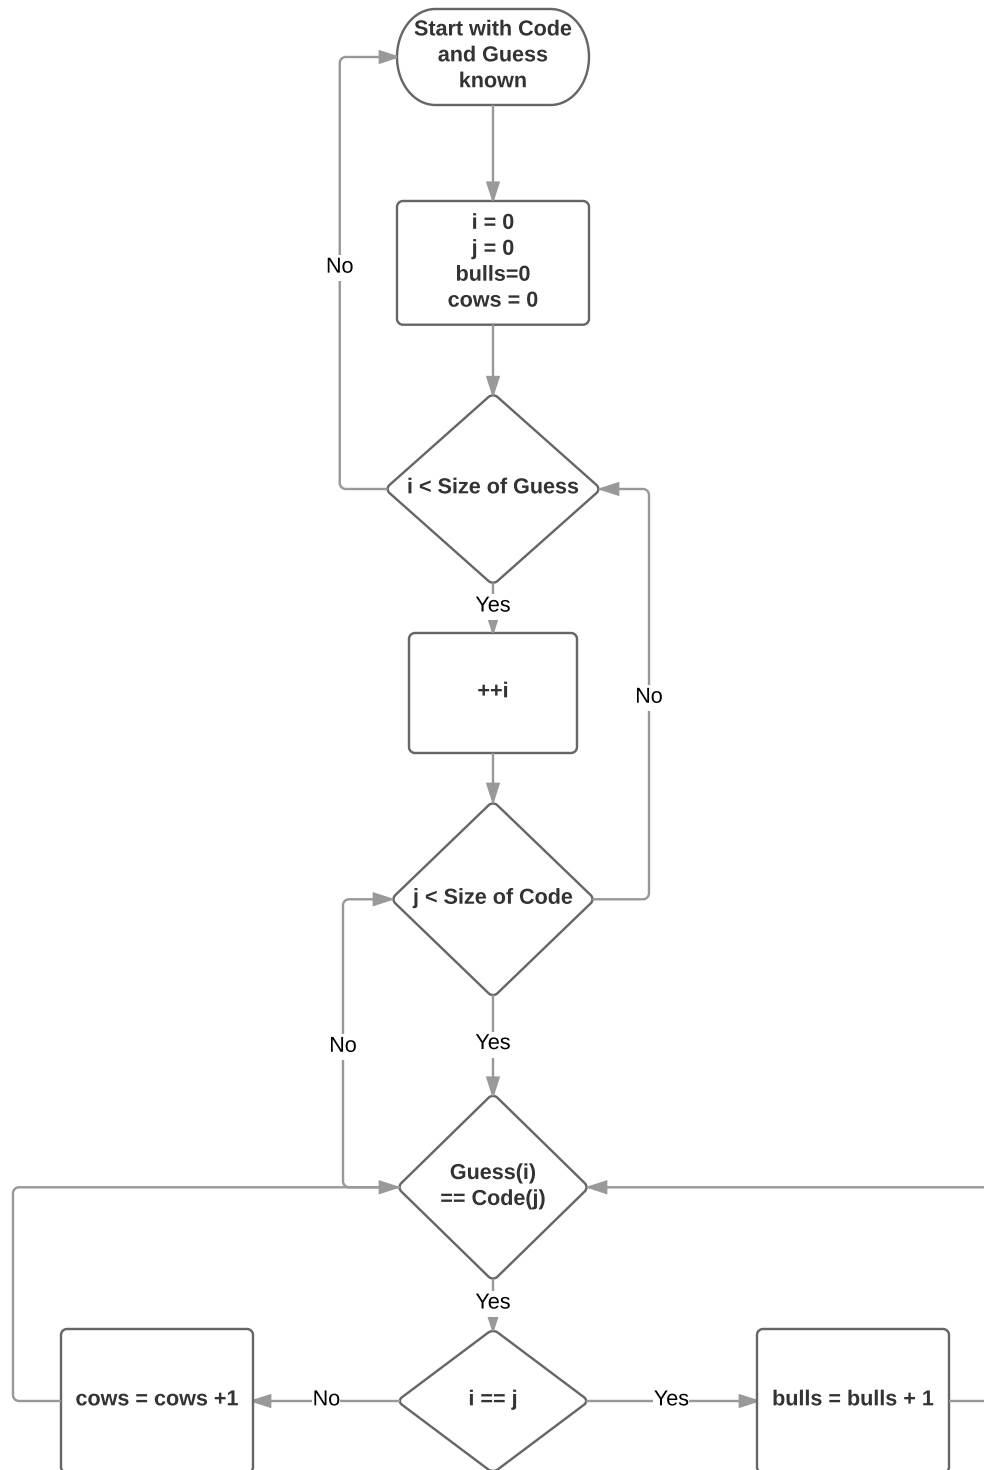 Start with Code
and Guess
known
No
i = 0
j = 0
bulls=0
cows = 0
i < Size of Guess
Yes
++i
No
j < Size of Code
No
Yes
Guess(i)
== Code(j)
Yes
cows = cows +1
No
i == j
Yes
bulls = bulls + 1